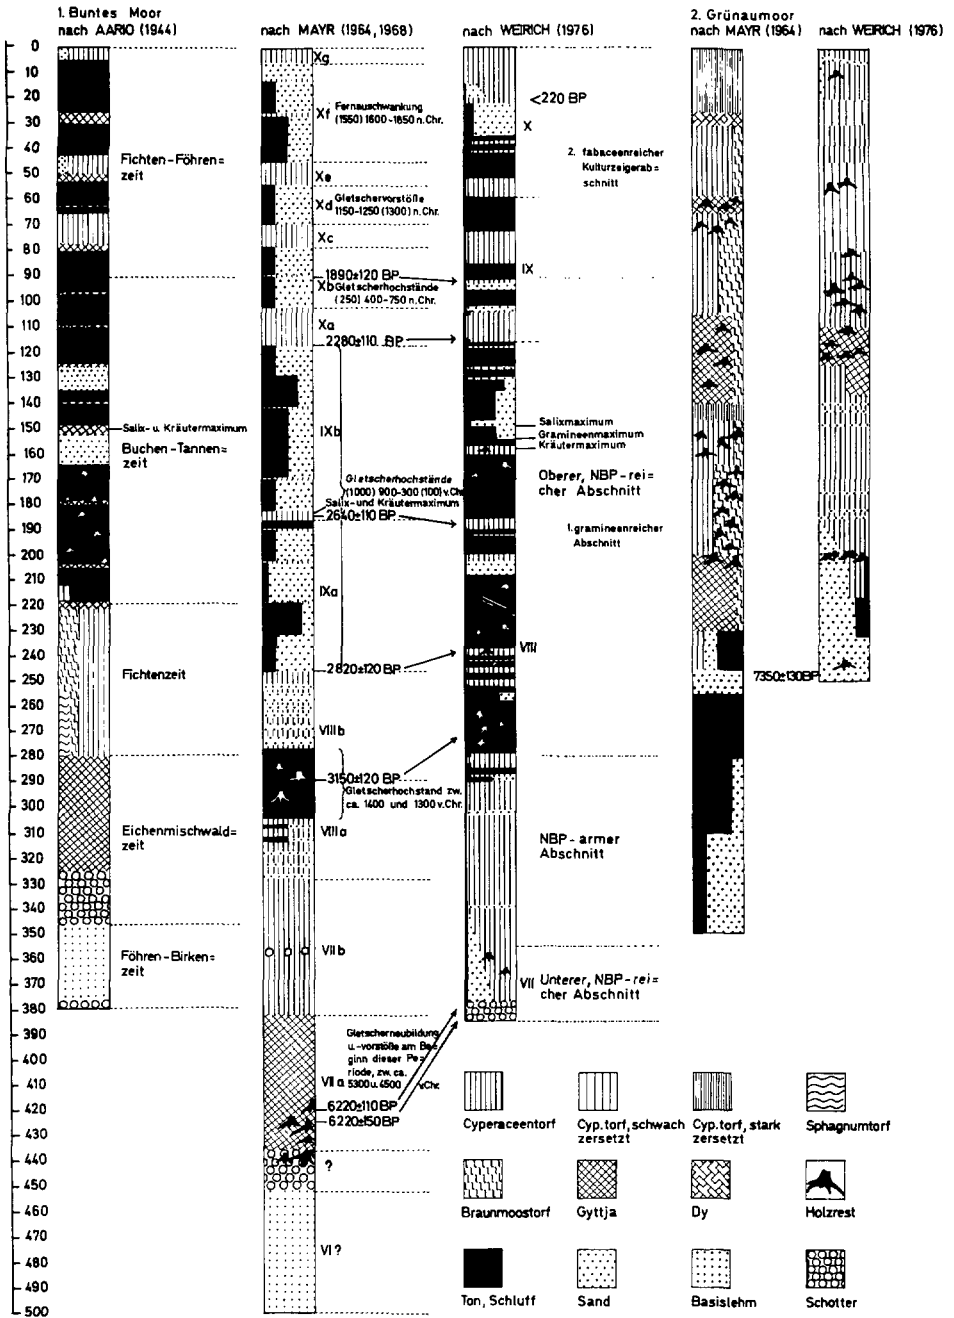 1. Buntes Moor
nach AARIO (1944)
nach MAYR (1964, 1968)
nach WEIRICH (1976)
2. Grünaumoor
nach MAYR (1964)
nach WEIRICH (1976)
0
10
20
30
40
50
60
70
80
90
100
110
120
130
140
150
160
170
180
190
200
210
220
230
240
250
260
270
280
290
300
310
320
330
340
350
360
370
380
390
400
410
420
430
440
450
460
470
480
490
500
Fichten-Föhren=
zeit
Salix- u. Kräutermaximum
Buchen-Tannen=
zeit
Fichtenzeit
Eichenmischwald=
zeit
Föhren-Birken=
zeit
Xg
Xf
Fernauschwankung
(1550) 1600-1850 n. Chr.
Xe
Xd
Gletschervorstöße
1150-1250 (1300) n. Chr.
Xc
1890±120 BP
Xb
Gletscherhochstände
(250) 400-750 n. Chr.
Xa
2280±110 BP
IXb
Gletscherhochstände
(1000) 900-300 (100) v. Chr.
Salix- und Kräutermaximum
2640±110 BP
IXa
2820±120 BP
VIII b
3150±120 BP
Gletscherhochstand zw.
ca. 1400 und 1300 v. Chr.
VIII a
VII b
Gletscherneubildung
u.-vorstöße am Be=
ginn dieser Pe=
riode, zw. ca.
5300 u. 4500 v. Chr.
VII a
6220±110 BP
6220±150 BP
?
VI ?
<220 BP
X
2. fabaceenreicher
Kulturzeigerab=
schnitt
IX
Salixmaximum
Gramineenmaximum
Kräutermaximum
Oberer, NBP-rei=
cher Abschnitt
1. gramineenreicher
Abschnitt
VIII
NBP-armer
Abschnitt
VII
Unterer, NBP-rei=
cher Abschnitt
7350±130 BP
Cyperaceentorf
Cyp. torf, schwach
zersetzt
Cyp. torf, stark
zersetzt
Sphagnumtorf
Braunmoostorf
Gyttja
Dy
Holzrest
Ton, Schluff
Sand
Basislehm
Schotter